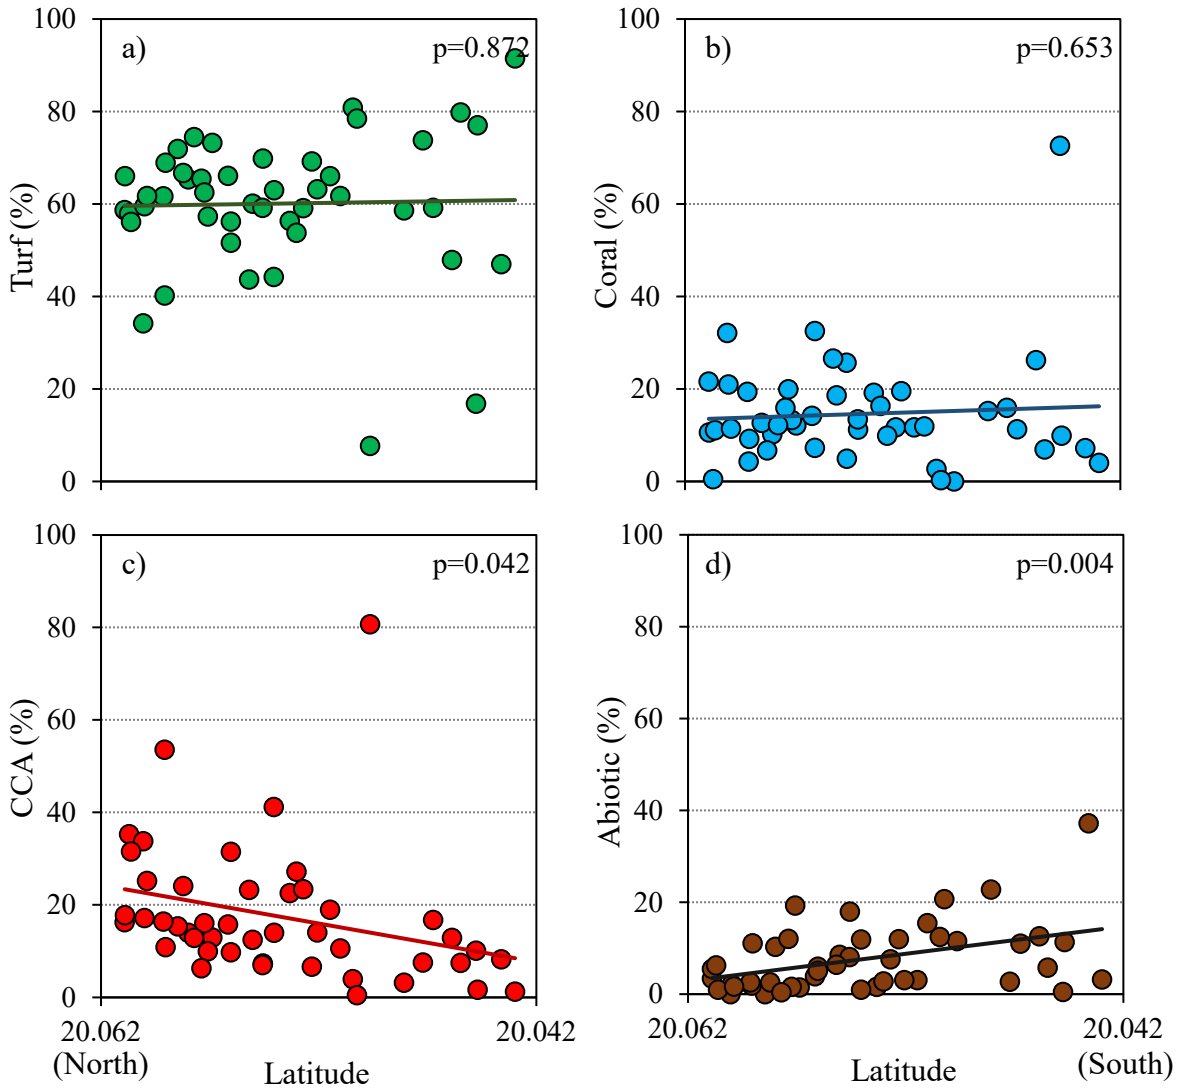 a)
p=0.872
100
80
60
40
20
0
Turf (%)
b)
p=0.653
100
80
60
40
20
0
Coral (%)
c)
p=0.042
100
80
60
40
20
0
CCA (%)
20.062
(North)
Latitude
20.042
d)
p=0.004
100
80
60
40
20
0
Abiotic (%)
20.062
Latitude
20.042
(South)